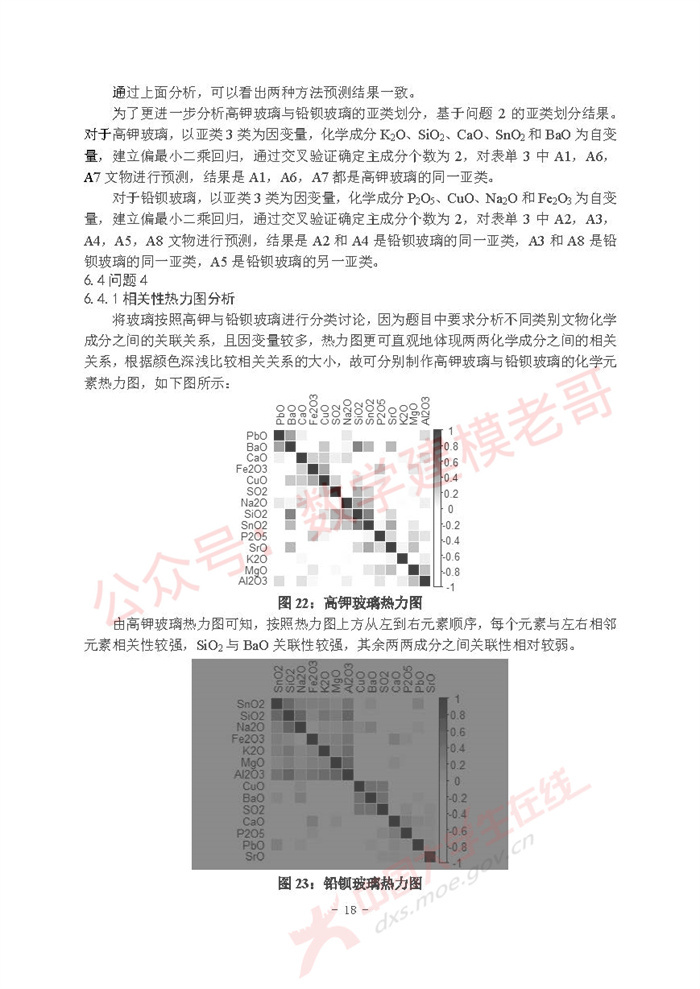 通过上面分析，可以看出两种方法预测结果一致。
为了更进一步分析高钾玻璃与铅钡玻璃的亚类划分，基于问题 2 的亚类划分结果。
对于高钾玻璃，以亚类 3 类为因变量，化学成分 K₂O、SiO₂、CaO、SnO₂ 和 BaO 为自变
量，建立偏最小二乘回归，通过交叉验证确定主成分个数为 2，对表单 3 中 A1，A6，
A7 文物进行预测，结果是 A1，A6，A7 都是高钾玻璃的同一亚类。
对于铅钡玻璃，以亚类 3 类为因变量，化学成分 P₂O₅、CuO、Na₂O 和 Fe₂O₃ 为自变
量，建立偏最小二乘回归，通过交叉验证确定主成分个数为 2，对表单 3 中 A2，A3，
A4，A5，A8 文物进行预测，结果是 A2 和 A4 是铅钡玻璃的同一亚类，A3 和 A8 是铅
钡玻璃的同一亚类，A5 是铅钡玻璃的另一亚类。
6.4 问题 4
6.4.1 相关性热力图分析
将玻璃按照高钾与铅钡玻璃进行分类讨论，因为题目中要求分析不同类别文物化学
成分之间的关联关系，且因变量较多，热力图更可直观地体现两两化学成分之间的相关
关系，根据颜色深浅比较相关关系的大小，故可分别制作高钾玻璃与铅钡玻璃的化学元
素热力图，如下图所示：
PbO BaO CaO Fe2O3 CuO SO2 Na2O SiO2 SnO2 P2O5 SrO K2O MgO Al2O3
PbO 1
BaO 0.8
CaO 0.6
Fe2O3
CuO 0.4
SO2 0.2
Na2O
SiO2 0
SnO2 -0.2
P2O5 -0.4
SrO
K2O -0.6
MgO -0.8
Al2O3 -1
图 22：高钾玻璃热力图
由高钾玻璃热力图可知，按照热力图上方从左到右元素顺序，每个元素与左右相邻
元素相关性较强，SiO₂ 与 BaO 关联性较强，其余两两成分之间关联性相对较弱。
SnO2 SiO2 Na2O Fe2O3 K2O MgO Al2O3 CuO BaO SO2 CaO P2O5 PbO SrO
SnO2 1
SiO2 0.8
Na2O 0.6
Fe2O3
K2O 0.4
MgO 0.2
Al2O3 0
CuO
BaO -0.2
SO2 -0.4
CaO
P2O5 -0.6
PbO -0.8
SrO -1
图 23：铅钡玻璃热力图
- 18 -
公众号：数学建模老哥
中国大学生在线
dxs.moe.gov.cn